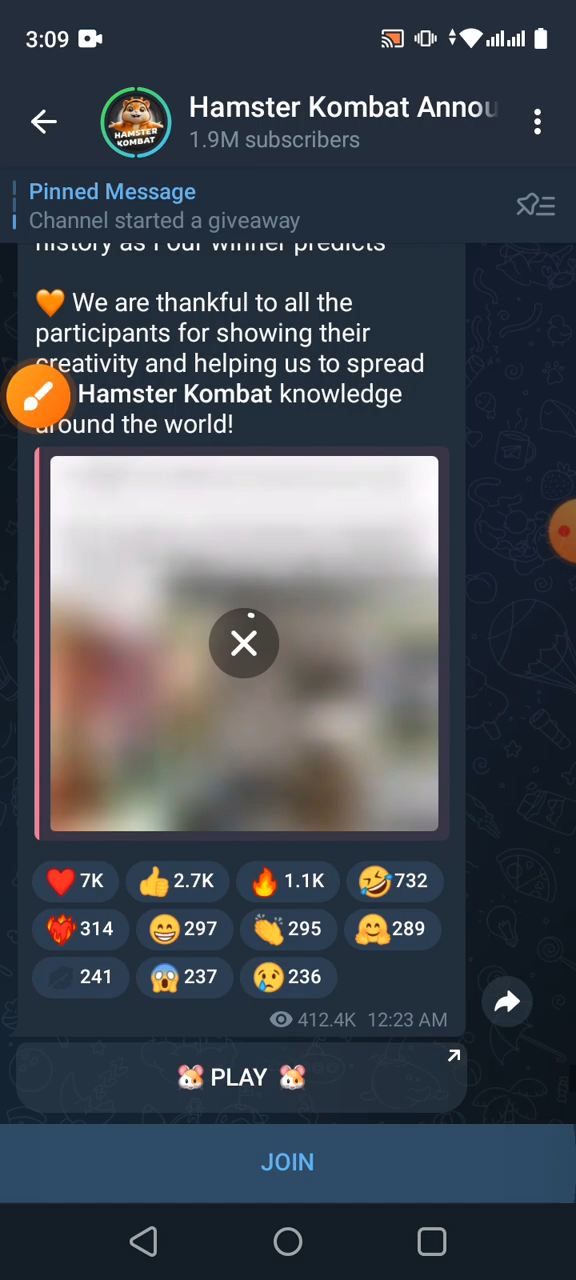 3:09
Hamster Kombat Annou
1.9M subscribers
HAMSTER
KOMBAT
Pinned Message
Channel started a giveaway
history as Four winner predicts
🧡 We are thankful to all the
participants for showing their
creativity and helping us to spread
Hamster Kombat knowledge
around the world!
❤️ 7K 👍 2.7K 🔥 1.1K 🤣 732
❤️‍🔥 314 😁 297 👏 295 🤗 289
241 😱 237 😢 236
412.4K 12:23 AM
🐹 PLAY 🐹
JOIN